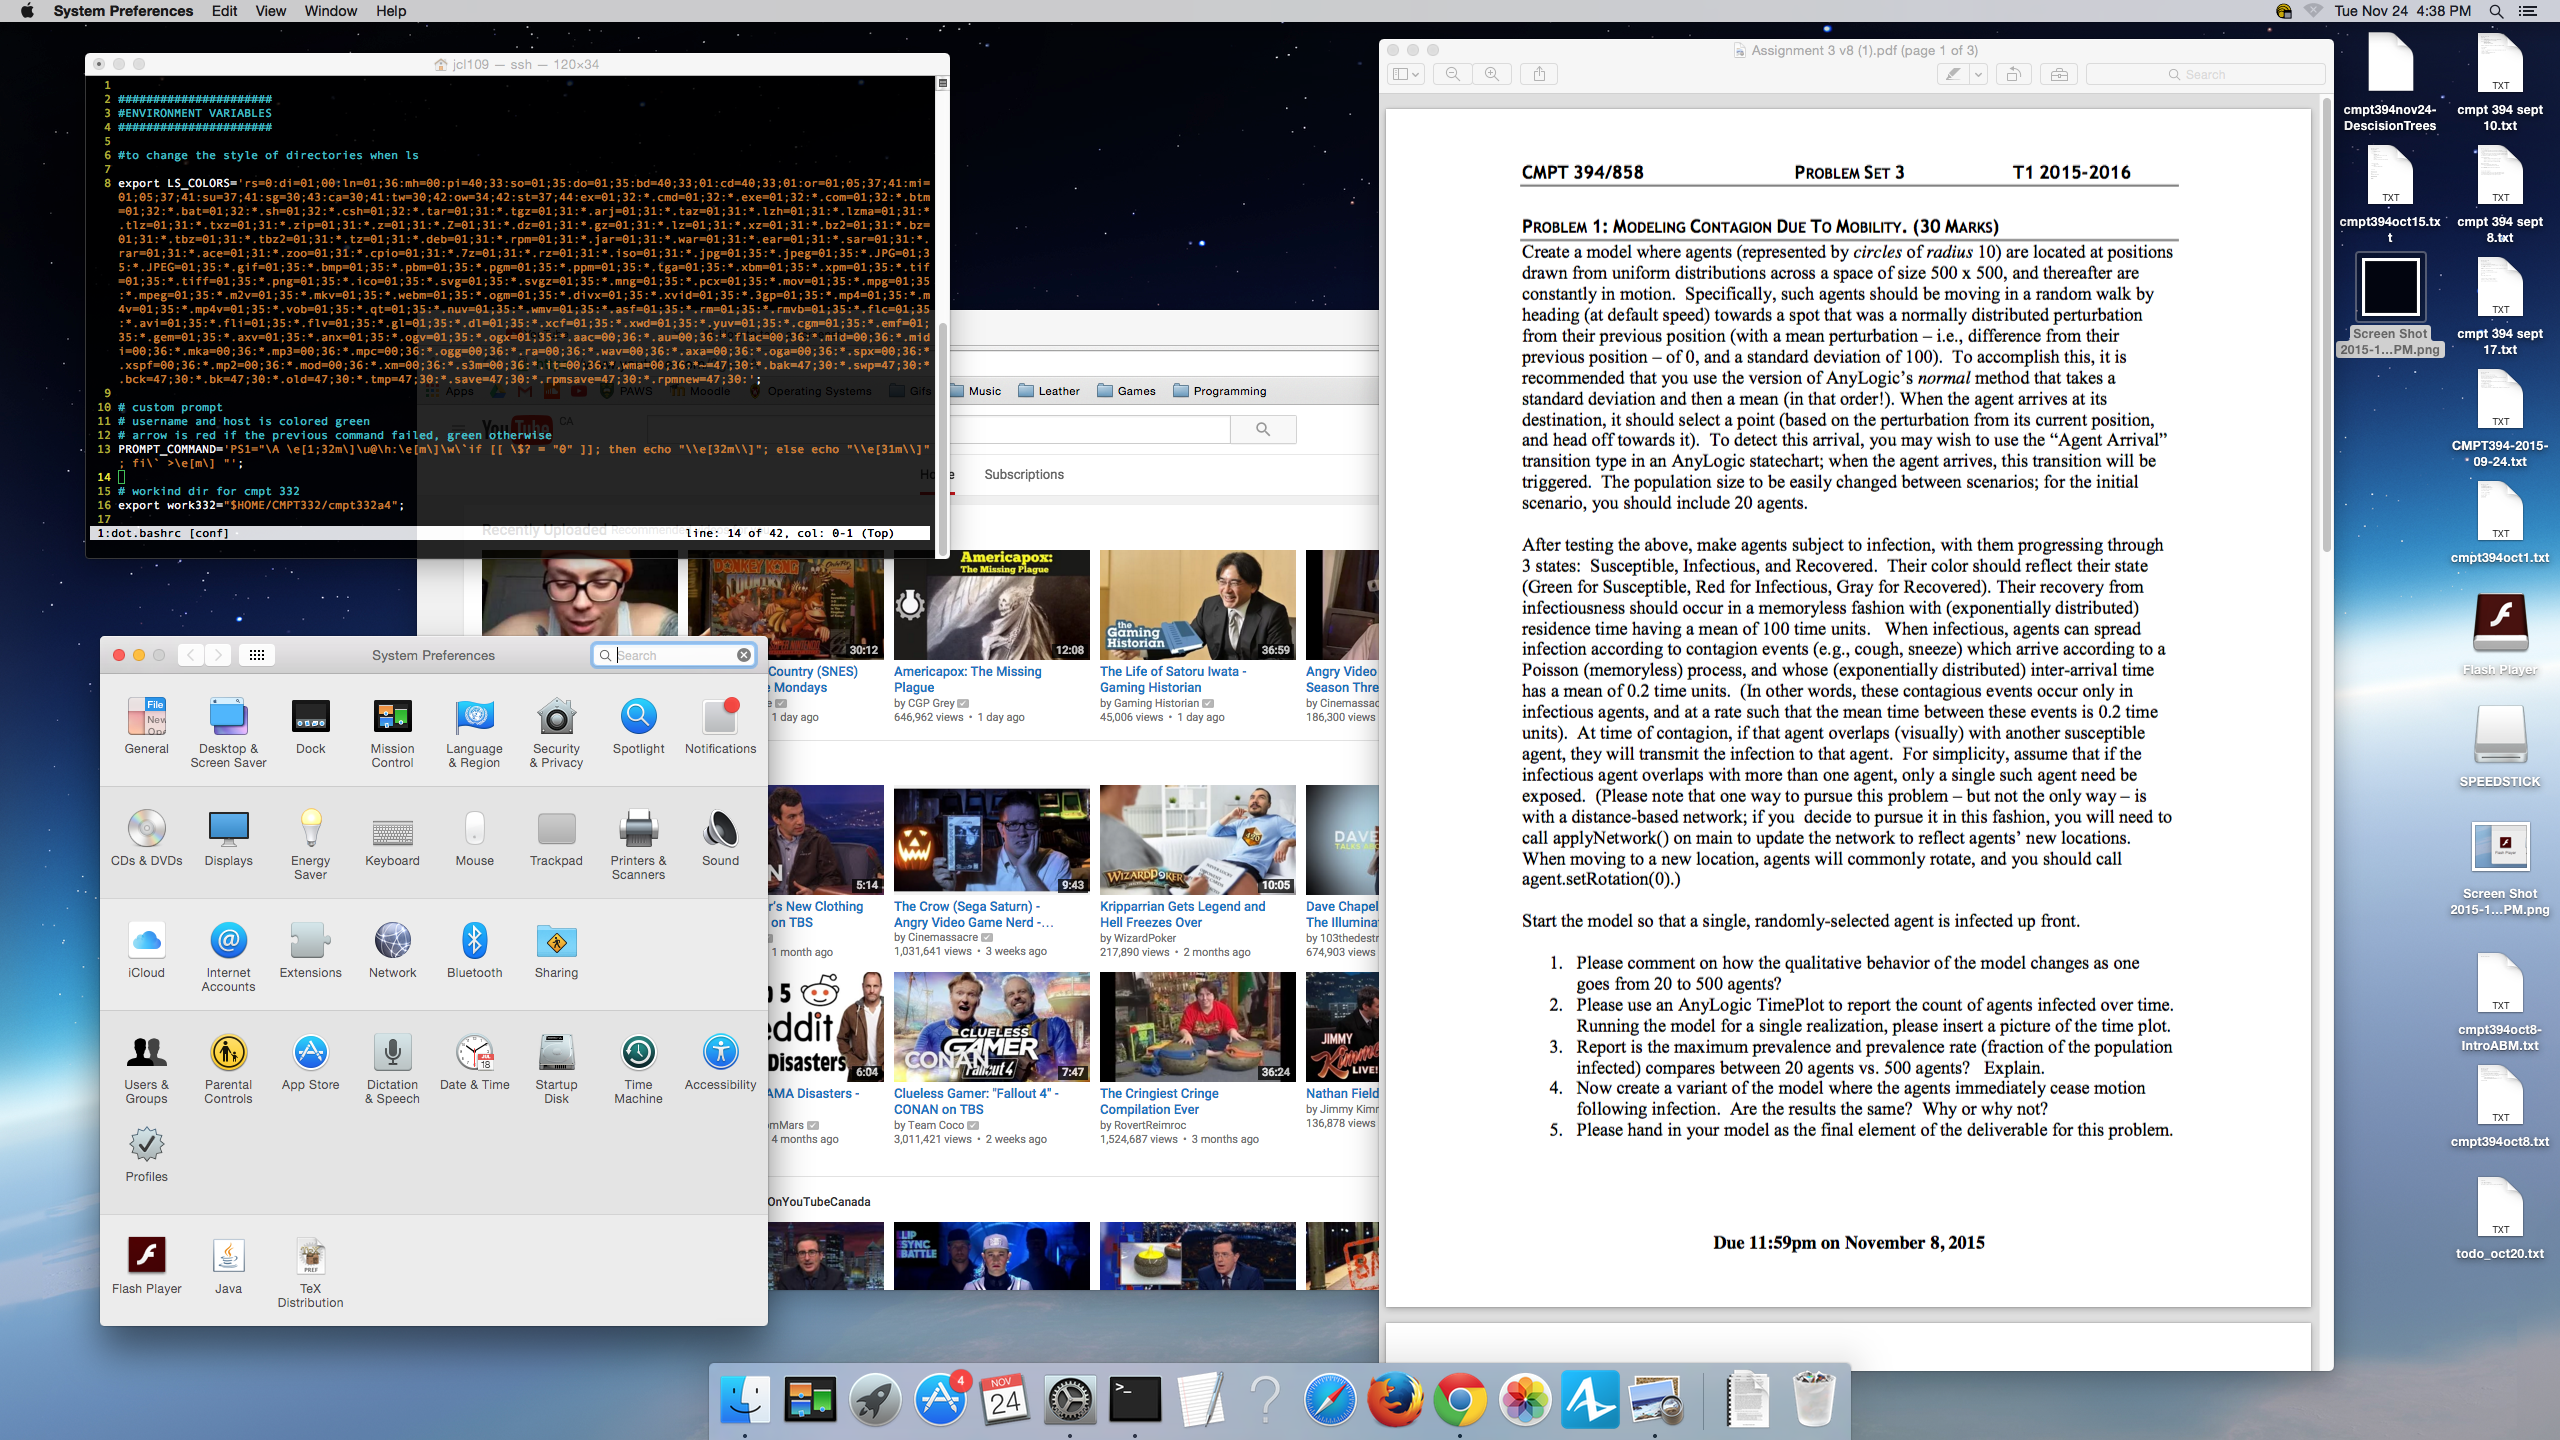 System Preferences Edit View Window Help
Tue Nov 24 4:38 PM
jcl109 — ssh — 120×34
1
2 ######################
3 #ENVIRONMENT VARIABLES
4 ######################
5
6 #to change the style of directories when ls
7
8 export LS_COLORS='rs=0:di=01;00:ln=01;36:mh=00:pi=40;33:so=01;35:do=01;35:bd=40;33;01:cd=40;33;01:or=01;05;37;41:mi=
01;05;37;41:su=37;41:sg=30;43:ca=30;41:tw=30;42:ow=34;42:st=37;44:ex=01;32:*.cmd=01;32:*.exe=01;32:*.com=01;32:*.btm
=01;32:*.bat=01;32:*.sh=01;32:*.csh=01;32:*.tar=01;31:*.tgz=01;31:*.arj=01;31:*.taz=01;31:*.lzh=01;31:*.lzma=01;31:*
.tlz=01;31:*.txz=01;31:*.zip=01;31:*.z=01;31:*.Z=01;31:*.dz=01;31:*.gz=01;31:*.lz=01;31:*.xz=01;31:*.bz2=01;31:*.bz=
01;31:*.tbz=01;31:*.tbz2=01;31:*.tz=01;31:*.deb=01;31:*.rpm=01;31:*.jar=01;31:*.war=01;31:*.ear=01;31:*.sar=01;31:*.
rar=01;31:*.ace=01;31:*.zoo=01;31:*.cpio=01;31:*.7z=01;31:*.rz=01;31:*.iso=01;31:*.jpg=01;35:*.jpeg=01;35:*.JPG=01;3
5:*.JPEG=01;35:*.gif=01;35:*.bmp=01;35:*.pbm=01;35:*.pgm=01;35:*.ppm=01;35:*.tga=01;35:*.xbm=01;35:*.xpm=01;35:*.tif
=01;35:*.tiff=01;35:*.png=01;35:*.ico=01;35:*.svg=01;35:*.svgz=01;35:*.mng=01;35:*.pcx=01;35:*.mov=01;35:*.mpg=01;35
:*.mpeg=01;35:*.m2v=01;35:*.mkv=01;35:*.webm=01;35:*.ogm=01;35:*.divx=01;35:*.xvid=01;35:*.3gp=01;35:*.mp4=01;35:*.m
4v=01;35:*.mp4v=01;35:*.vob=01;35:*.qt=01;35:*.nuv=01;35:*.wmv=01;35:*.asf=01;35:*.rm=01;35:*.rmvb=01;35:*.flc=01;35
:*.avi=01;35:*.fli=01;35:*.flv=01;35:*.gl=01;35:*.dl=01;35:*.xcf=01;35:*.xwd=01;35:*.yuv=01;35:*.cgm=01;35:*.emf=01;
35:*.gem=01;35:*.axv=01;35:*.anx=01;35:*.ogv=01;35:*.ogx=01;35:*.aac=00;36:*.au=00;36:*.flac=00;36:*.mid=00;36:*.mid
i=00;36:*.mka=00;36:*.mp3=00;36:*.mpc=00;36:*.ogg=00;36:*.ra=00;36:*.wav=00;36:*.axa=00;36:*.oga=00;36:*.spx=00;36:*
.xspf=00;36:*.mp2=00;36:*.mod=00;36:*.xm=00;36:*.s3m=00;36:*.it=00;36:*.wma=00;36:*.m4a=00;36:*.bak=47;30:*.swp=47;30:*
.bck=47;30:*.bk=47;30:*.old=47;30:*.tmp=47;30:*.save=47;30:*.rpmsave=47;30:*.rpmnew=47;30:';
9
10 # custom prompt
11 # username and host is colored green
12 # arrow is red if the previous command failed, green otherwise
13 PROMPT_COMMAND='PS1="\A \e[1;32m\]\u@\h:\e[m\]\w\`if [[ \$? = "0" ]]; then echo "\\e[32m\\]"; else echo "\\e[31m\\]"
; fi\` >\e[m\] "';
14
15 # workind dir for cmpt 332
16 export work332="$HOME/CMPT332/cmpt332a4";
17
1:dot.bashrc [conf] line: 14 of 42, col: 0-1 (Top)
Apps PAWS Moodle Operating Systems Gifs Music Leather Games Programming
YouTube CA
Home Subscriptions
Recently Uploaded
AMERICAPOX:
The Missing Plague
the Gaming Historian
30:12 12:08 36:59
Country (SNES)
Mondays
1 day ago
Americapox: The Missing
Plague
by CGP Grey
646,962 views • 1 day ago
The Life of Satoru Iwata -
Gaming Historian
by Gaming Historian
45,006 views • 1 day ago
Angry Video
Season Thre
by Cinemassac
186,300 views
5:14 9:43 WIZARDPOKER 10:05 DAVE
r's New Clothing
on TBS
1 month ago
The Crow (Sega Saturn) -
Angry Video Game Nerd -…
by Cinemassacre
1,031,641 views • 3 weeks ago
Kripparrian Gets Legend and
Hell Freezes Over
by WizardPoker
217,890 views • 2 months ago
Dave Chapel
The Illuminat
by 103thedestr
674,903 views
5 eddit Disasters 6:04
CLUELESS GAMER CONAN Fallout 4 7:47
36:24
JIMMY Kimmel LIVE!
AMA Disasters -
omMars
4 months ago
Clueless Gamer: "Fallout 4" -
CONAN on TBS
by Team Coco
3,011,421 views • 2 weeks ago
The Cringiest Cringe
Compilation Ever
by RovertReimroc
1,524,687 views • 3 months ago
Nathan Field
by Jimmy Kimr
136,878 views
OnYouTubeCanada
LIP SYNC BATTLE
System Preferences
Search
General
Desktop &
Screen Saver
Dock
Mission
Control
Language
& Region
Security
& Privacy
Spotlight
Notifications
CDs & DVDs
Displays
Energy
Saver
Keyboard
Mouse
Trackpad
Printers &
Scanners
Sound
iCloud
Internet
Accounts
Extensions
Network
Bluetooth
Sharing
Users &
Groups
Parental
Controls
App Store
Dictation
& Speech
Date & Time
Startup
Disk
Time
Machine
Accessibility
Profiles
Flash Player
Java
TeX
Distribution
Assignment 3 v8 (1).pdf (page 1 of 3)
Search
CMPT 394/858 PROBLEM SET 3 T1 2015-2016
PROBLEM 1: MODELING CONTAGION DUE TO MOBILITY. (30 MARKS)
Create a model where agents (represented by circles of radius 10) are located at positions
drawn from uniform distributions across a space of size 500 x 500, and thereafter are
constantly in motion. Specifically, such agents should be moving in a random walk by
heading (at default speed) towards a spot that was a normally distributed perturbation
from their previous position (with a mean perturbation – i.e., difference from their
previous position – of 0, and a standard deviation of 100). To accomplish this, it is
recommended that you use the version of AnyLogic's normal method that takes a
standard deviation and then a mean (in that order!). When the agent arrives at its
destination, it should select a point (based on the perturbation from its current position,
and head off towards it). To detect this arrival, you may wish to use the “Agent Arrival”
transition type in an AnyLogic statechart; when the agent arrives, this transition will be
triggered. The population size to be easily changed between scenarios; for the initial
scenario, you should include 20 agents.
After testing the above, make agents subject to infection, with them progressing through
3 states: Susceptible, Infectious, and Recovered. Their color should reflect their state
(Green for Susceptible, Red for Infectious, Gray for Recovered). Their recovery from
infectiousness should occur in a memoryless fashion with (exponentially distributed)
residence time having a mean of 100 time units. When infectious, agents can spread
infection according to contagion events (e.g., cough, sneeze) which arrive according to a
Poisson (memoryless) process, and whose (exponentially distributed) inter-arrival time
has a mean of 0.2 time units. (In other words, these contagious events occur only in
infectious agents, and at a rate such that the mean time between these events is 0.2 time
units). At time of contagion, if that agent overlaps (visually) with another susceptible
agent, they will transmit the infection to that agent. For simplicity, assume that if the
infectious agent overlaps with more than one agent, only a single such agent need be
exposed. (Please note that one way to pursue this problem – but not the only way – is
with a distance-based network; if you decide to pursue it in this fashion, you will need to
call applyNetwork() on main to update the network to reflect agents' new locations.
When moving to a new location, agents will commonly rotate, and you should call
agent.setRotation(0).)
Start the model so that a single, randomly-selected agent is infected up front.
1. Please comment on how the qualitative behavior of the model changes as one
goes from 20 to 500 agents?
2. Please use an AnyLogic TimePlot to report the count of agents infected over time.
Running the model for a single realization, please insert a picture of the time plot.
3. Report is the maximum prevalence and prevalence rate (fraction of the population
infected) compares between 20 agents vs. 500 agents? Explain.
4. Now create a variant of the model where the agents immediately cease motion
following infection. Are the results the same? Why or why not?
5. Please hand in your model as the final element of the deliverable for this problem.
Due 11:59pm on November 8, 2015
cmpt394nov24-
DescisionTrees
cmpt 394 sept
10.txt
cmpt394oct15.tx
t
cmpt 394 sept
8.txt
Screen Shot
2015-1...PM.png
cmpt 394 sept
17.txt
CMPT394-2015-
09-24.txt
cmpt394oct1.txt
Flash Player
SPEEDSTICK
Screen Shot
2015-1...PM.png
cmpt394oct8-
IntroABM.txt
cmpt394oct8.txt
todo_oct20.txt
4
NOV
24